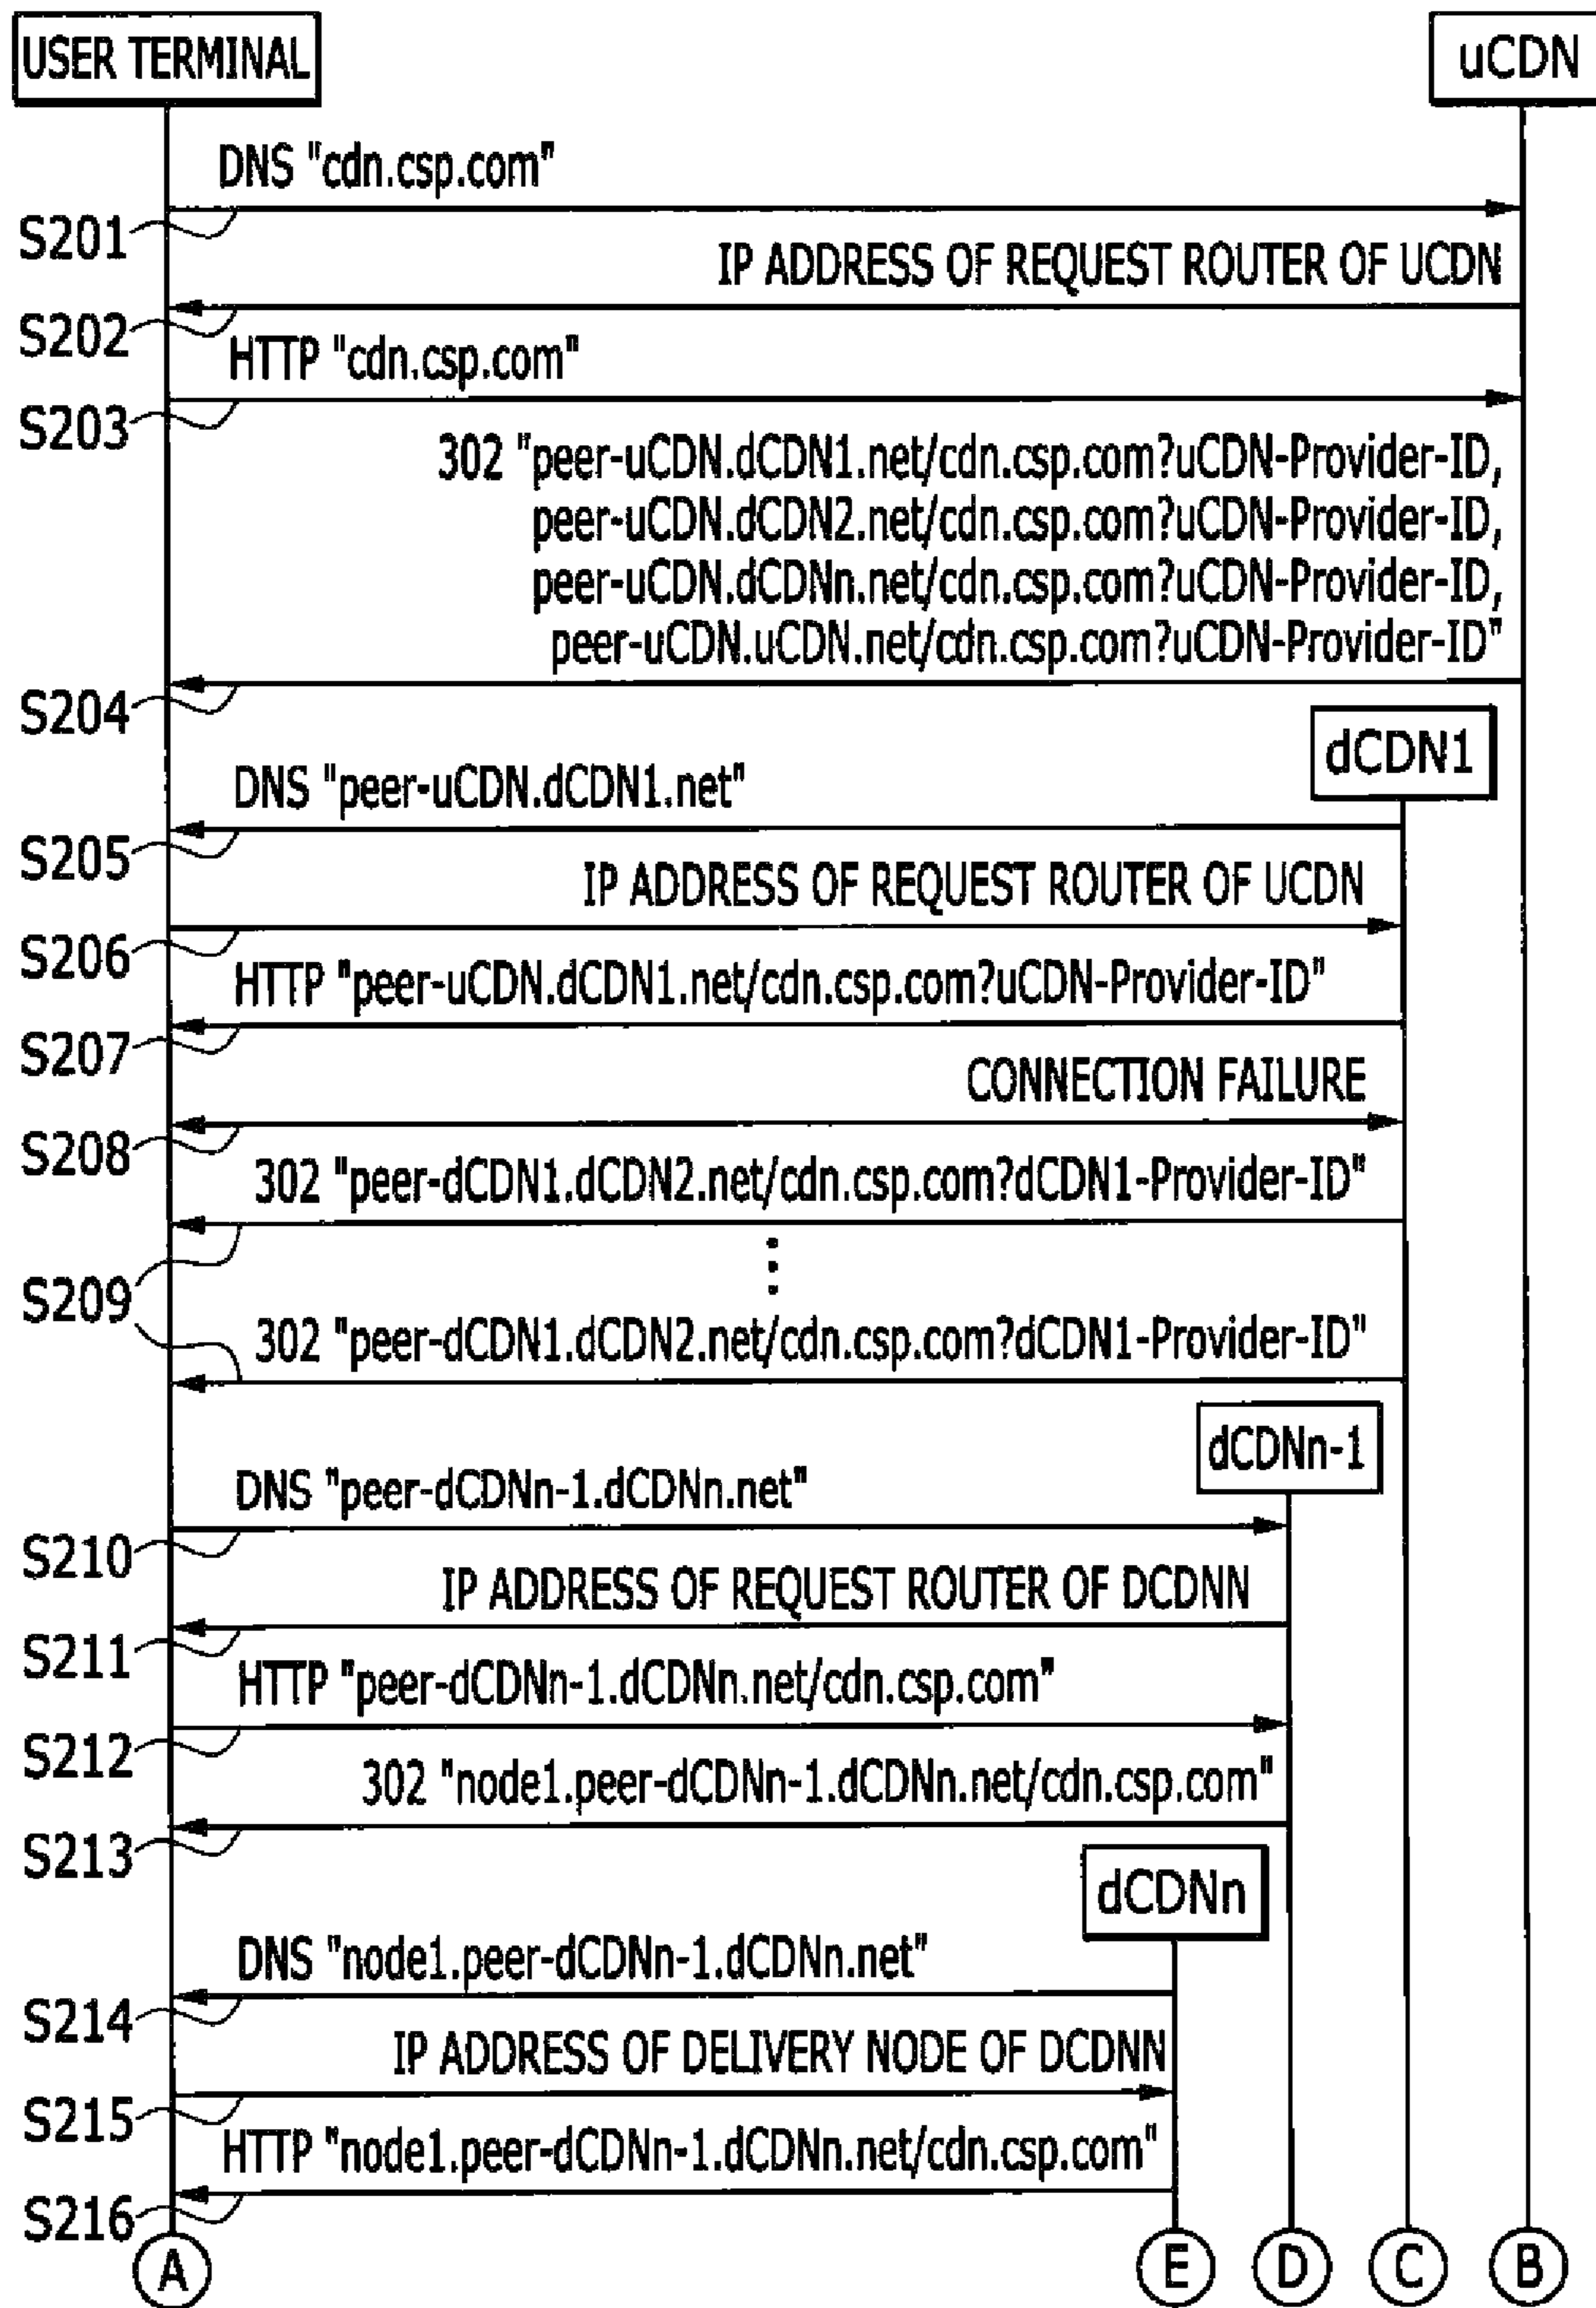 USER TERMINAL
uCDN
DNS "cdn.csp.com"
S201
IP ADDRESS OF REQUEST ROUTER OF UCDN
S202
HTTP "cdn.csp.com"
S203
302 "peer-uCDN.dCDN1.net/cdn.csp.com?uCDN-Provider-ID,
peer-uCDN.dCDN2.net/cdn.csp.com?uCDN-Provider-ID,
peer-uCDN.dCDNn.net/cdn.csp.com?uCDN-Provider-ID,
peer-uCDN.uCDN.net/cdn.csp.com?uCDN-Provider-ID"
S204
dCDN1
DNS "peer-uCDN.dCDN1.net"
S205
IP ADDRESS OF REQUEST ROUTER OF UCDN
S206
HTTP "peer-uCDN.dCDN1.net/cdn.csp.com?uCDN-Provider-ID"
S207
CONNECTION FAILURE
S208
302 "peer-dCDN1.dCDN2.net/cdn.csp.com?dCDN1-Provider-ID"
S209
302 "peer-dCDN1.dCDN2.net/cdn.csp.com?dCDN1-Provider-ID"
dCDNn-1
DNS "peer-dCDNn-1.dCDNn.net"
S210
IP ADDRESS OF REQUEST ROUTER OF DCDNN
S211
HTTP "peer-dCDNn-1.dCDNn.net/cdn.csp.com"
S212
302 "node1.peer-dCDNn-1.dCDNn.net/cdn.csp.com"
S213
dCDNn
DNS "node1.peer-dCDNn-1.dCDNn.net"
S214
IP ADDRESS OF DELIVERY NODE OF DCDNN
S215
HTTP "node1.peer-dCDNn-1.dCDNn.net/cdn.csp.com"
S216
A
E
D
C
B